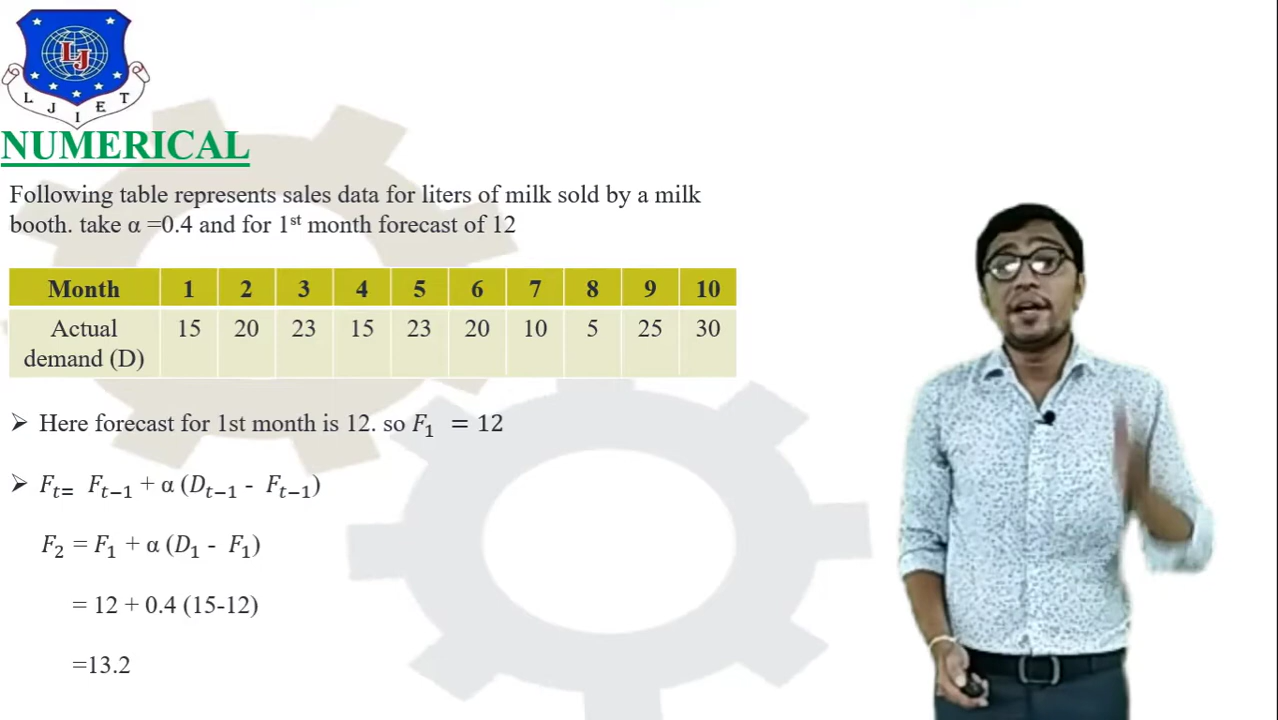 LJ
L J I E T
NUMERICAL
Following table represents sales data for liters of milk sold by a milk
booth. take α =0.4 and for 1st month forecast of 12
Month 1 2 3 4 5 6 7 8 9 10
Actual 15 20 23 15 23 20 10 5 25 30
demand (D)
➢ Here forecast for 1st month is 12. so F₁ = 12
➢ Fₜ₌ Fₜ₋₁ + α (Dₜ₋₁ - Fₜ₋₁)
F₂ = F₁ + α (D₁ - F₁)
= 12 + 0.4 (15-12)
=13.2